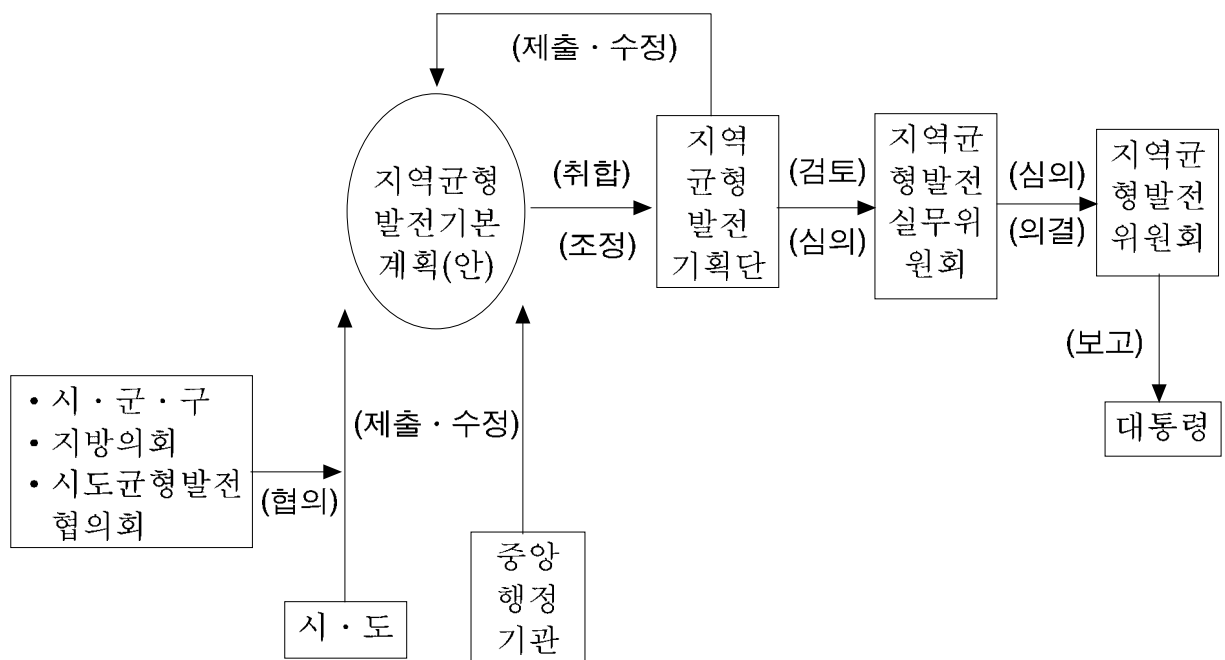 (제출 · 수정)
지역균형
발전기본
계획(안)
(취합)
(조정)
지역
균형
발전
기획단
(검토)
(심의)
지역균
형발전
실무위
원회
(심의)
(의결)
지역균
형발전
위원회
(보고)
대통령
• 시 · 군 · 구
• 지방의회
• 시도균형발전
협의회
(협의)
(제출 · 수정)
시 · 도
중앙
행정
기관